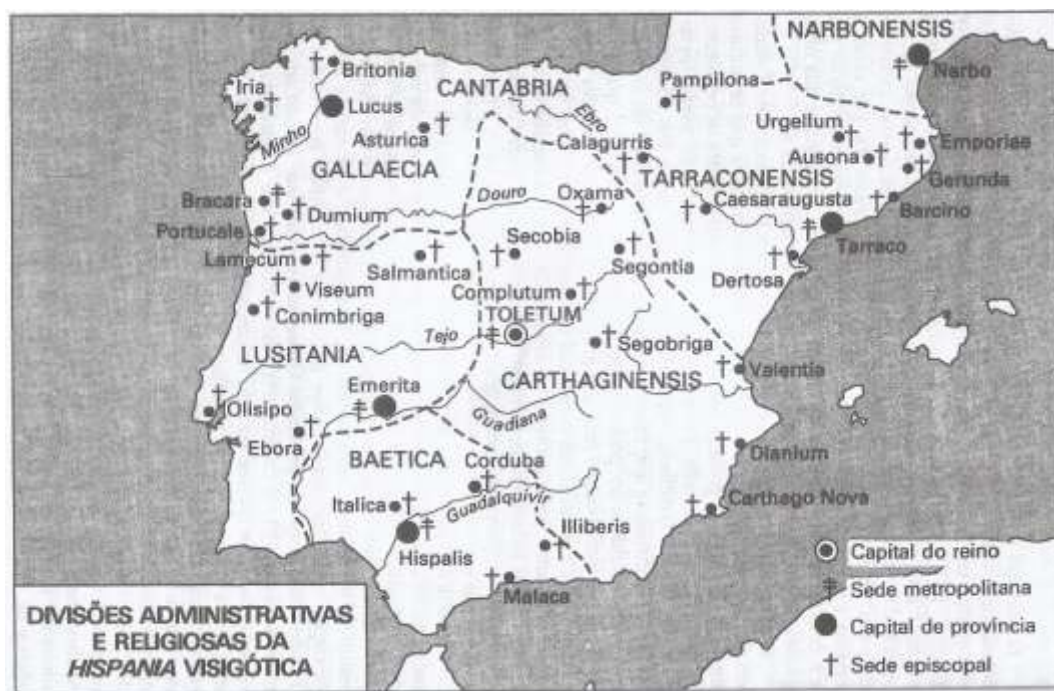 NARBONENSIS
Narbo
Britonia
Iria
CANTABRIA
Pampilona
Lucus
Ebro
Urgellum
Emporiae
Asturica
Minho
Calagurris
Ausona
Gerunda
GALLAECIA
TARRACONENSIS
Bracara
Douro
Oxama
Caesaraugusta
Barcino
Dumium
Portucale
Tarraco
Lamecum
Secobia
Salmantica
Segontia
Dertosa
Viseum
Complutum
Conimbriga
TOLETUM
Tejo
Segobriga
LUSITANIA
Valentia
CARTHAGINENSIS
Emerita
Olisipo
Guadiana
Ebora
Dianium
BAETICA
Corduba
Italica
Guadalquivir
Carthago Nova
Illiberis
Hispalis
Malaca
Capital do reino
Sede metropolitana
Capital de província
Sede episcopal
DIVISÕES ADMINISTRATIVAS
E RELIGIOSAS DA
HISPANIA VISIGÓTICA